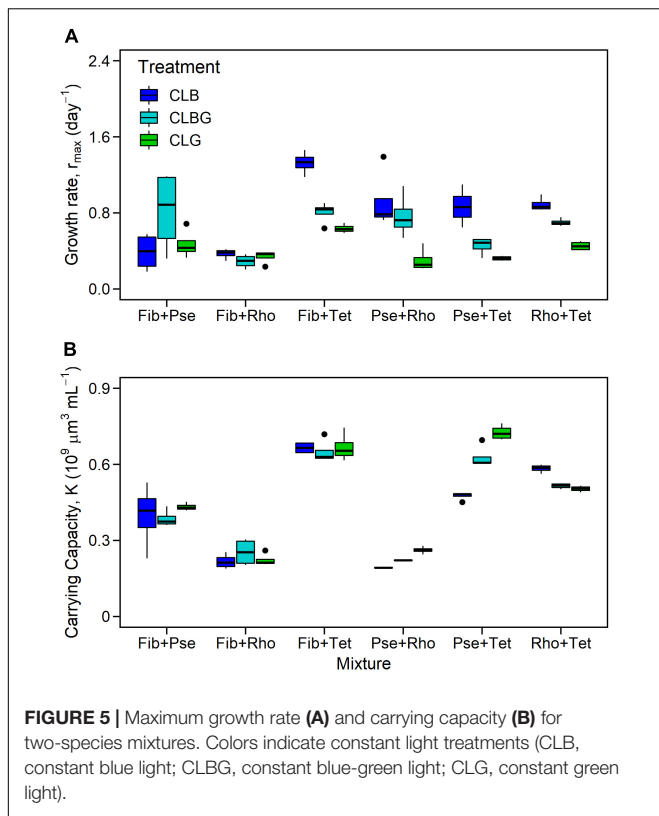 A
Treatment
CLB
CLBG
CLG
Growth rate, r_max (day⁻¹)
2.4
1.6
0.8
0.0
Fib+Pse Fib+Rho Fib+Tet Pse+Rho Pse+Tet Rho+Tet
B
Carrying Capacity, K (10⁹ μm³ mL⁻¹)
0.9
0.6
0.3
0
Fib+Pse Fib+Rho Fib+Tet Pse+Rho Pse+Tet Rho+Tet
Mixture
FIGURE 5 | Maximum growth rate (A) and carrying capacity (B) for
two-species mixtures. Colors indicate constant light treatments (CLB,
constant blue light; CLBG, constant blue-green light; CLG, constant green
light).